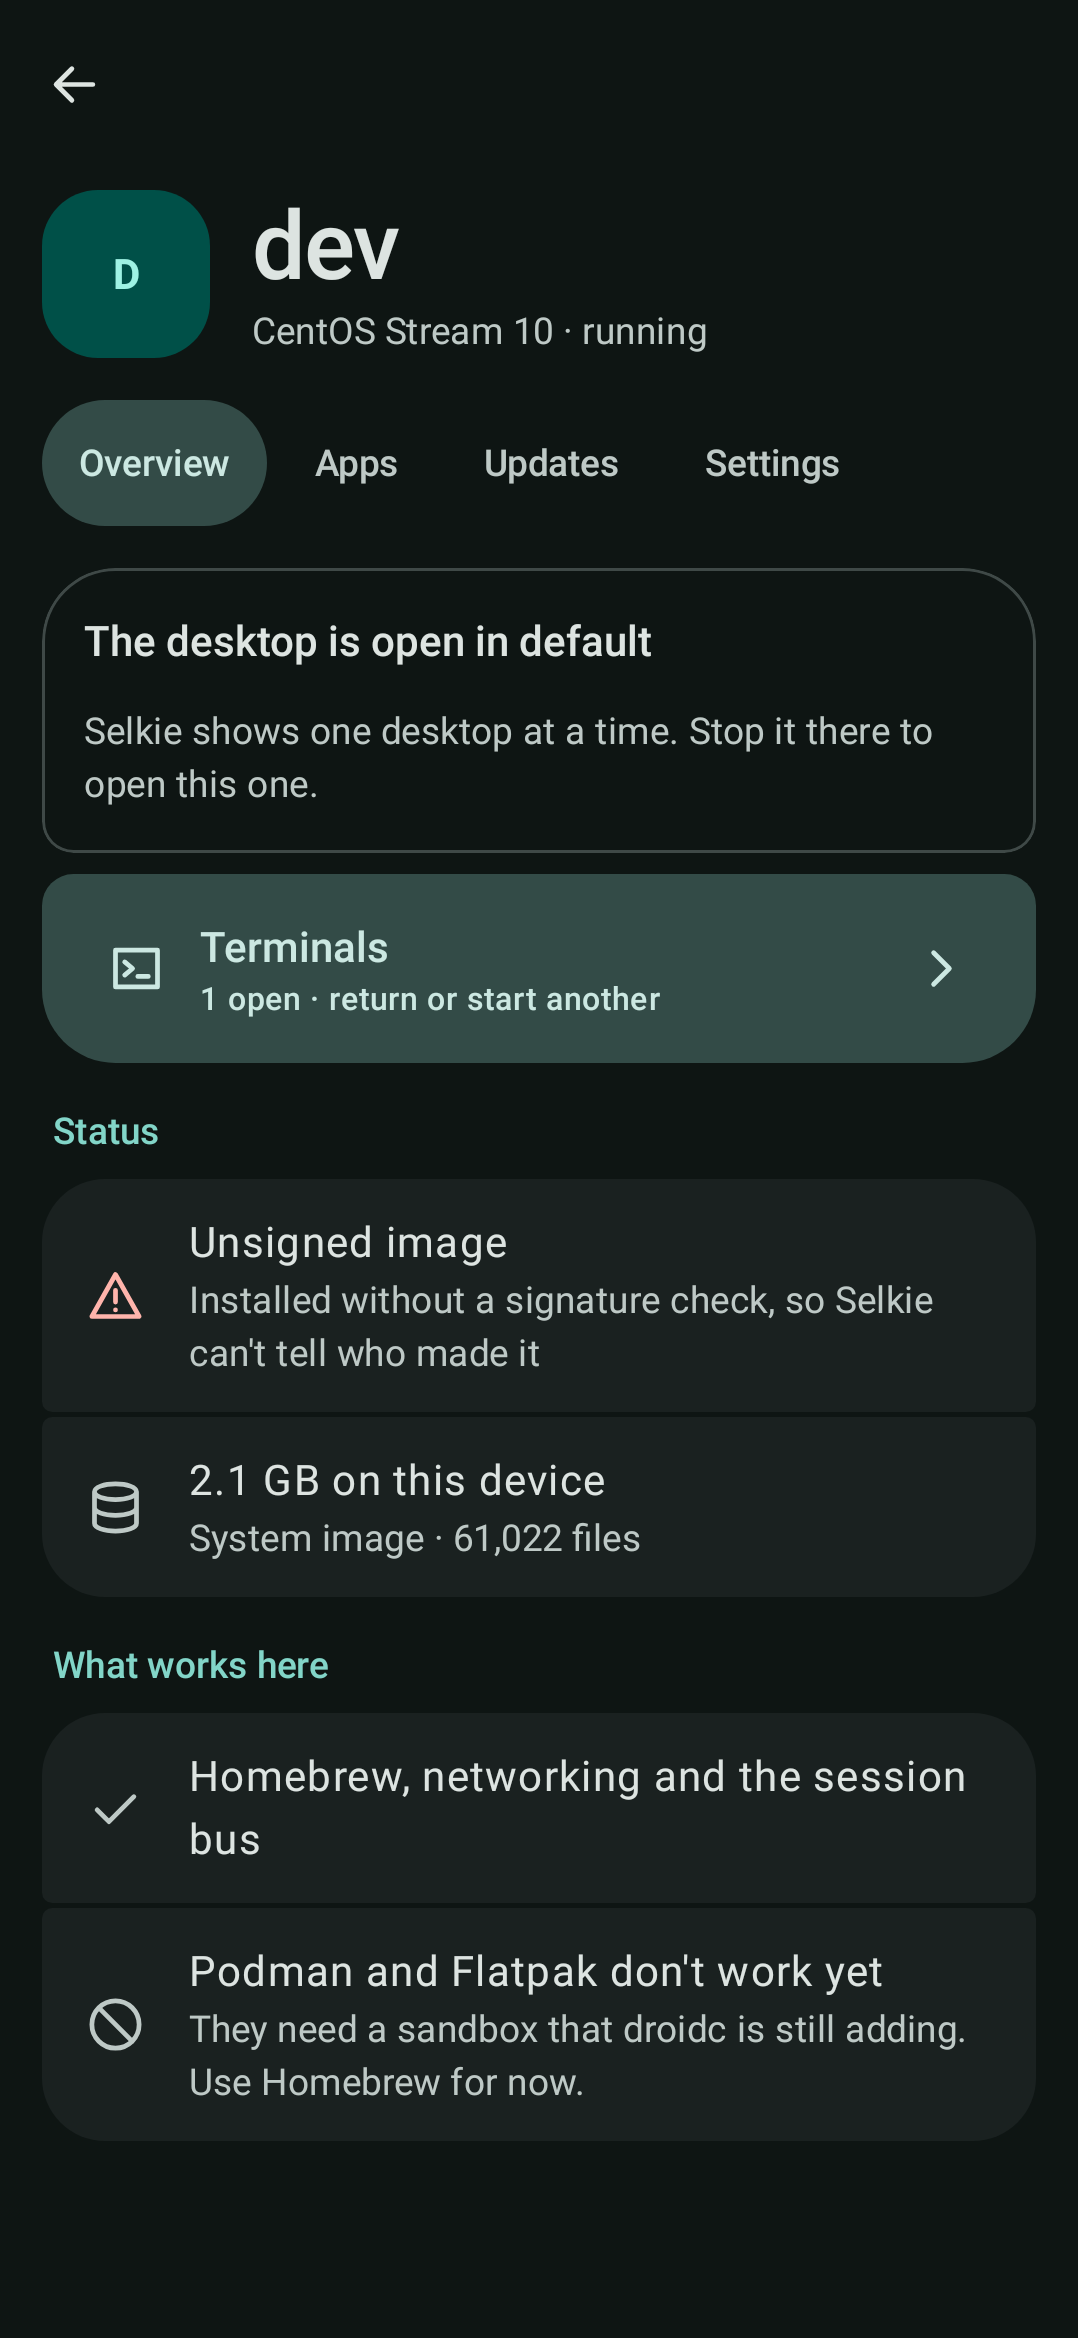 D
dev
CentOS Stream 10 · running
Overview
Apps
Updates
Settings
The desktop is open in default
Selkie shows one desktop at a time. Stop it there to
open this one.
Terminals
1 open · return or start another
Status
Unsigned image
Installed without a signature check, so Selkie
can't tell who made it
2.1 GB on this device
System image · 61,022 files
What works here
Homebrew, networking and the session
bus
Podman and Flatpak don't work yet
They need a sandbox that droidc is still adding.
Use Homebrew for now.